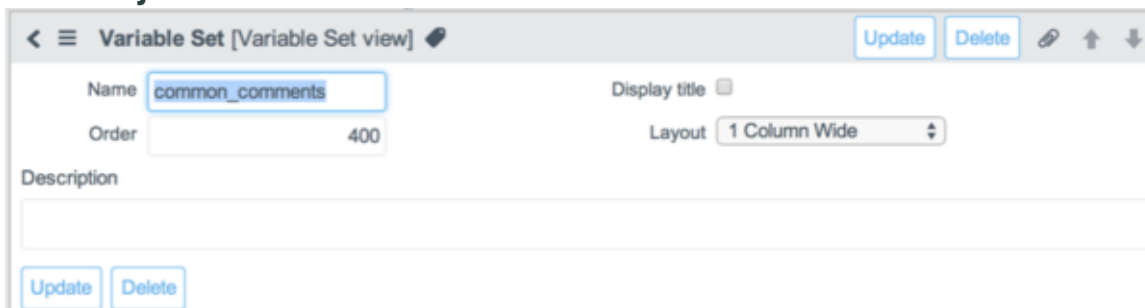 Variable Set [Variable Set view] Update Delete
Name common_comments Display title
Order 400 Layout 1 Column Wide
Description
Update Delete